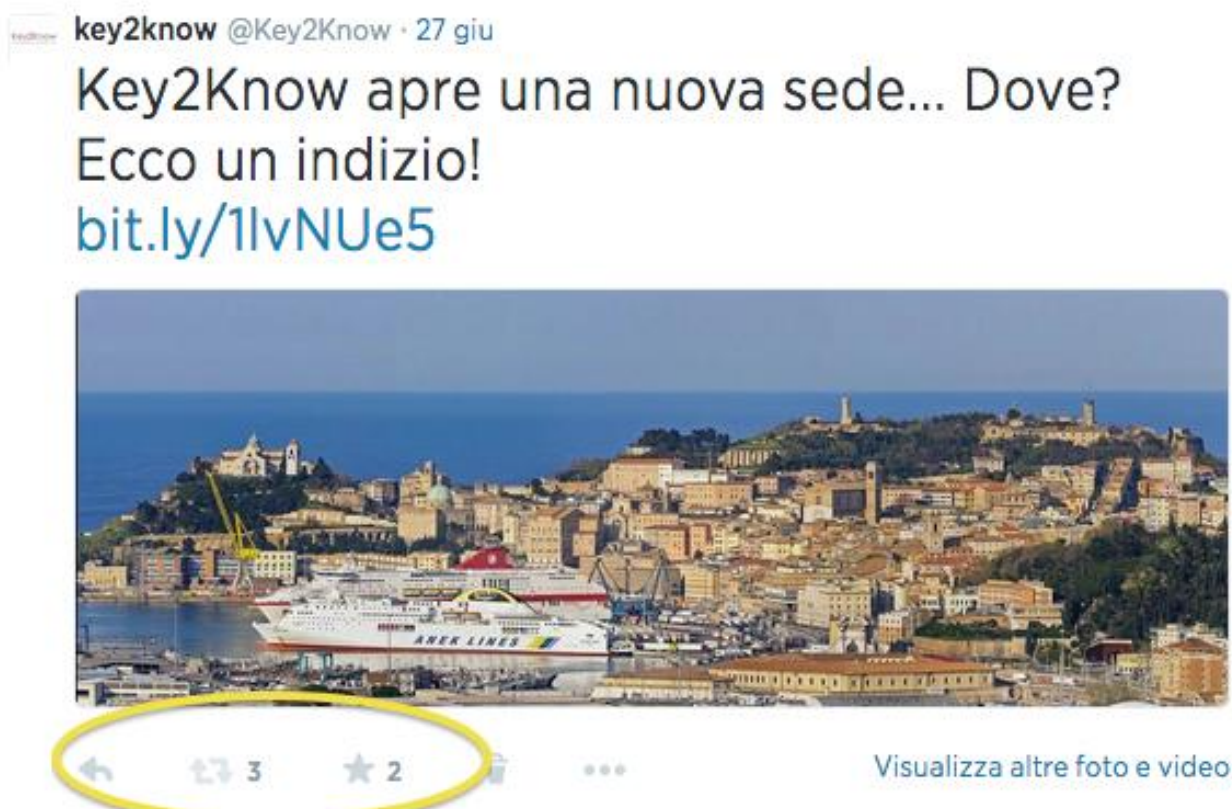 key2know @Key2Know · 27 giu
Key2Know apre una nuova sede... Dove?
Ecco un indizio!
bit.ly/1lvNUe5
ANEK LINES
3 2
Visualizza altre foto e video